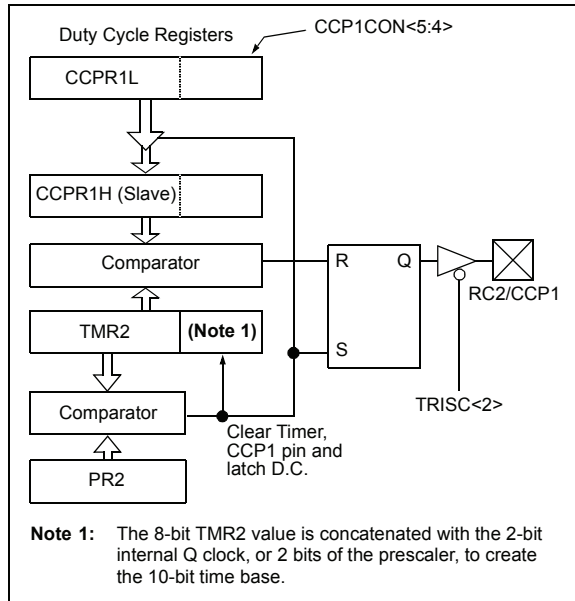 Duty Cycle Registers
CCP1CON<5:4>
CCPR1L
CCPR1H (Slave)
Comparator
R
Q
RC2/CCP1
TMR2
(Note 1)
S
TRISC<2>
Comparator
Clear Timer,
CCP1 pin and
latch D.C.
PR2
Note 1: The 8-bit TMR2 value is concatenated with the 2-bit
internal Q clock, or 2 bits of the prescaler, to create
the 10-bit time base.